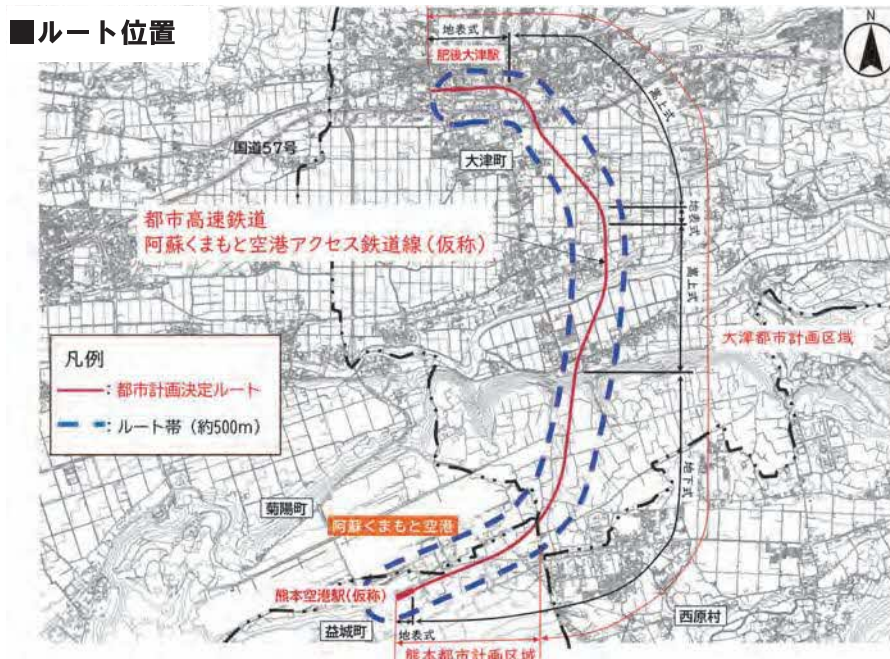 ■ルート位置
N
地表式
肥後大津駅
嵩上式
国道57号
大津町
都市高速鉄道
阿蘇くまもと空港アクセス鉄道線（仮称）
地表式
嵩上式
大津都市計画区域
凡例
：都市計画決定ルート
：ルート帯（約500m）
地下式
菊陽町
阿蘇くまもと空港
熊本空港駅（仮称）
益城町
地表式
西原村
熊本都市計画区域